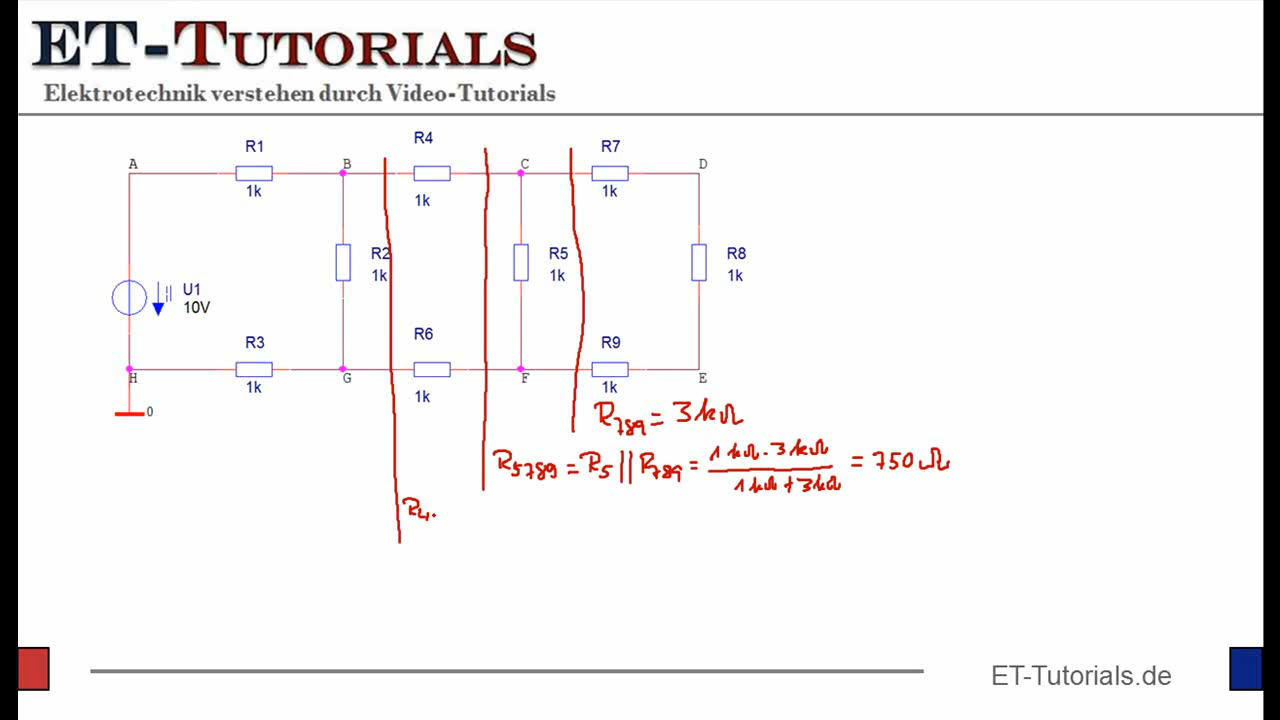 ET-TUTORIALS
Elektrotechnik verstehen durch Video-Tutorials
R4
R1
R7
A
B
C
D
1k
1k
1k
R2
R5
R8
1k
1k
1k
U1
10V
R6
R3
R9
H
G
F
E
1k
1k
1k
0
R789 = 3kΩ
R5789 = R5 || R789 = 1kΩ · 3kΩ / 1kΩ + 3kΩ = 750Ω
R4.
ET-Tutorials.de